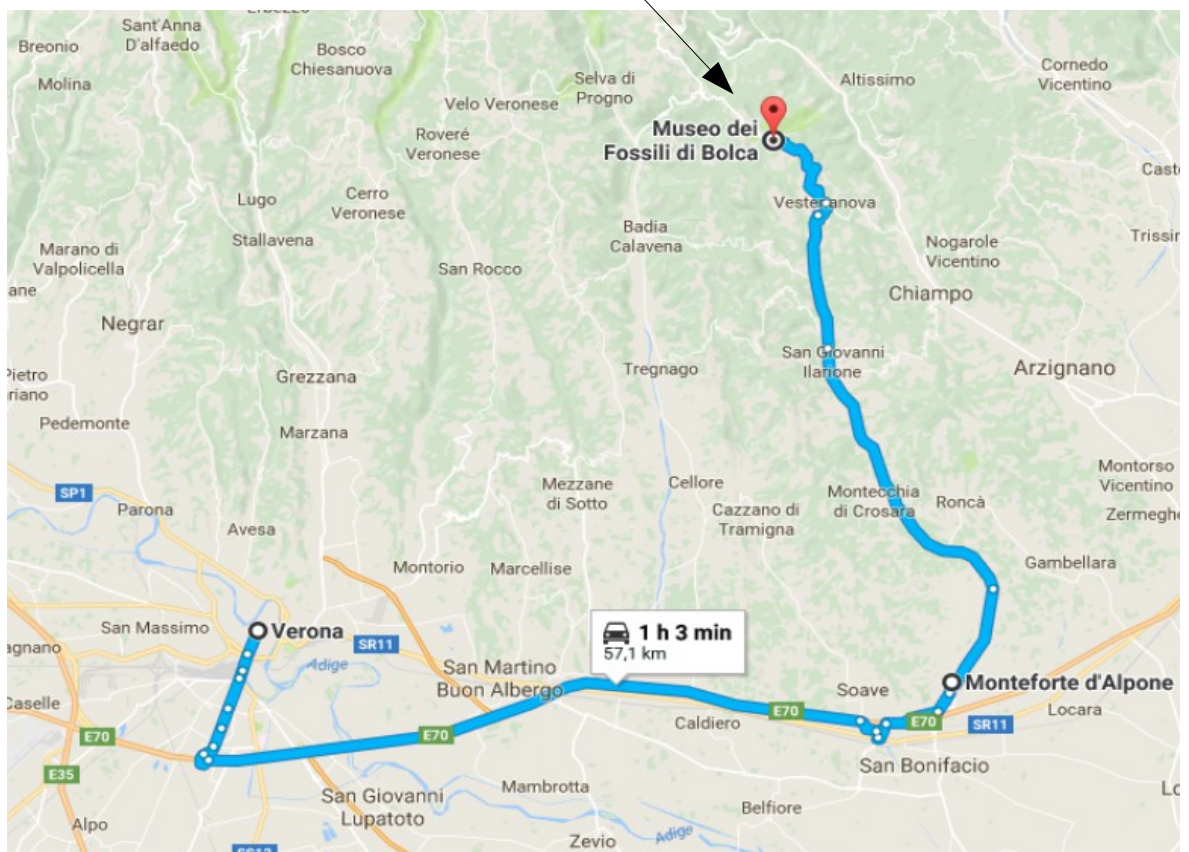 Sant'Anna
D'alfaedo
Breonio
Bosco
Chiesanuova
Molina
Selva di
Progno
Altissimo
Cornedo
Vicentino
Velo Veronese
Roveré
Veronese
Museo dei
Fossili di Bolca
Lugo
Cerro
Veronese
Stallavena
Vestenanova
Badia
Calavena
Marano di
Valpolicella
San Rocco
Nogarole
Vicentino
Chiampo
Negrar
San Giovanni
Ilarione
Grezzana
Tregnago
Arzignano
Pedemonte
Marzana
Montorso
Vicentino
SP1
Parona
Avesa
Mezzane
di Sotto
Cellore
Cazzano di
Tramigna
Montecchia
di Crosara
Roncà
Gambellara
Montorio
Marcellise
San Massimo
Verona
SR11
Adige
1 h 3 min
57,1 km
San Martino
Buon Albergo
Soave
Monteforte d'Alpone
Caselle
E70
E70
Caldiero
E70
E70
SR11
Locara
E35
San Bonifacio
San Giovanni
Lupatoto
Mambrotta
Belfiore
Alpo
Zevio
Adige